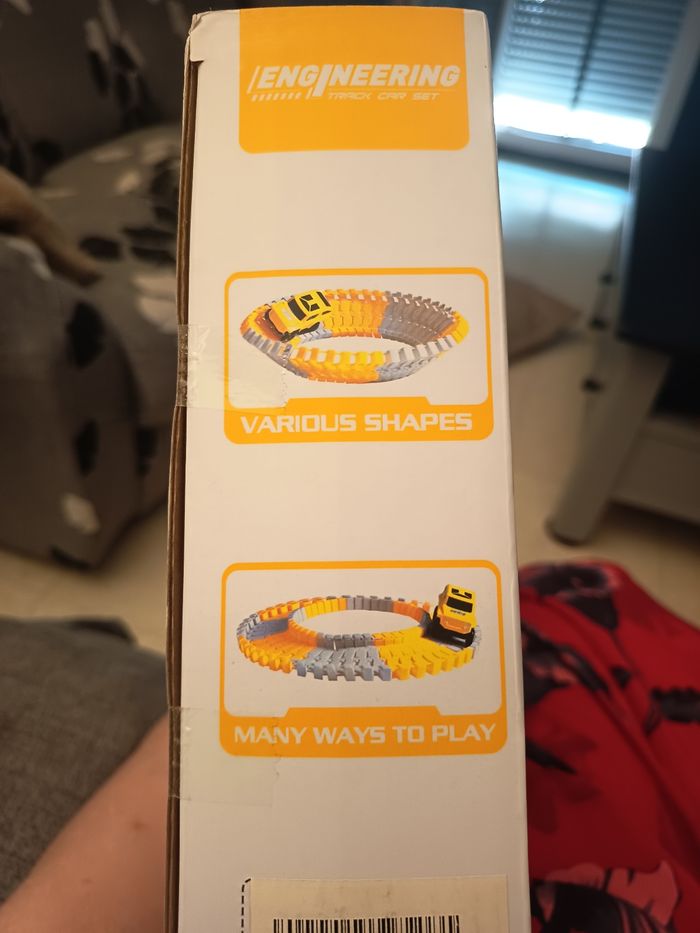 ENGINEERING
TRACK CAR SET
VARIOUS SHAPES
MANY WAYS TO PLAY